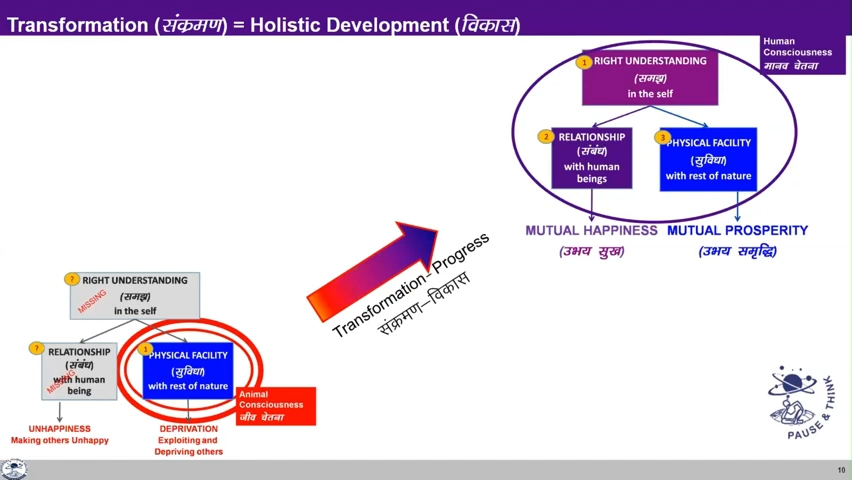 Transformation (संक्रमण) = Holistic Development (विकास)
Human
Consciousness
मानव चेतना
1
RIGHT UNDERSTANDING
(समझ)
in the self
2
RELATIONSHIP
(संबंध)
with human
beings
3
PHYSICAL FACILITY
(सुविधा)
with rest of nature
MUTUAL HAPPINESS
(उभय सुख)
MUTUAL PROSPERITY
(उभय समृद्धि)
Transformation- Progress
संक्रमण–विकास
?
RIGHT UNDERSTANDING
(समझ)
in the self
MISSING
?
RELATIONSHIP
(संबंध)
with human
being
MISSING
1
PHYSICAL FACILITY
(सुविधा)
with rest of nature
Animal
Consciousness
जीव चेतना
UNHAPPINESS
Making others Unhappy
DEPRIVATION
Exploiting and
Depriving others
PAUSE & THINK
10